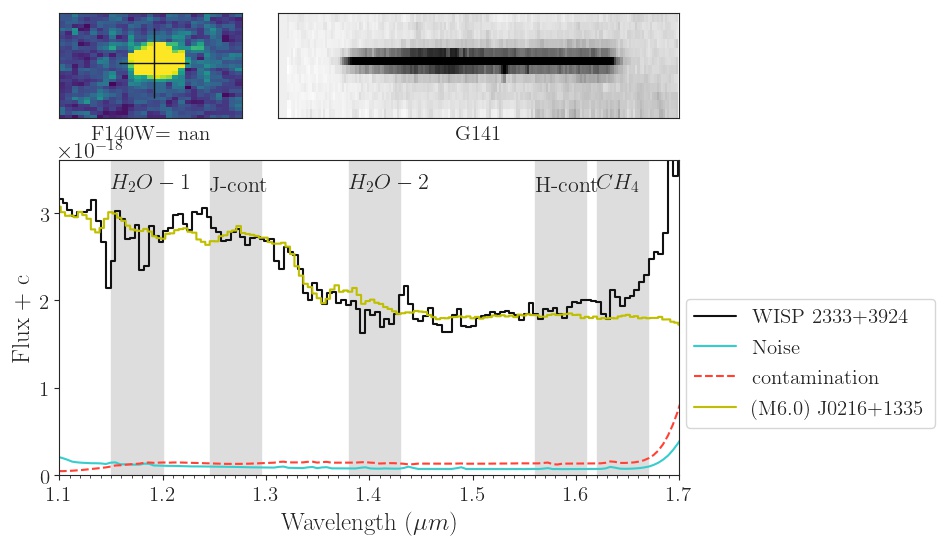 F140W= nan
G141
×10⁻¹⁸
H₂O − 1 J-cont H₂O − 2 H-cont CH₄
3
2
1
0
Flux + c
1.1 1.2 1.3 1.4 1.5 1.6 1.7
Wavelength (μm)
WISP 2333+3924
Noise
contamination
(M6.0) J0216+1335